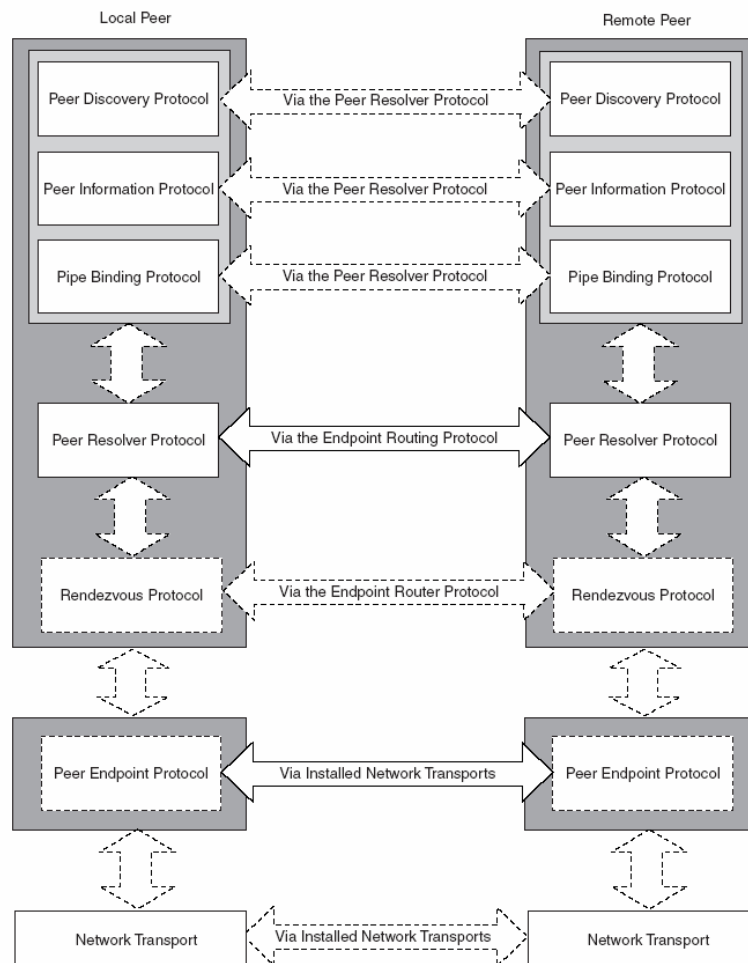 Local Peer
Remote Peer
Peer Discovery Protocol
Via the Peer Resolver Protocol
Peer Discovery Protocol
Peer Information Protocol
Via the Peer Resolver Protocol
Peer Information Protocol
Pipe Binding Protocol
Via the Peer Resolver Protocol
Pipe Binding Protocol
Peer Resolver Protocol
Via the Endpoint Routing Protocol
Peer Resolver Protocol
Rendezvous Protocol
Via the Endpoint Router Protocol
Rendezvous Protocol
Peer Endpoint Protocol
Via Installed Network Transports
Peer Endpoint Protocol
Network Transport
Via Installed Network Transports
Network Transport